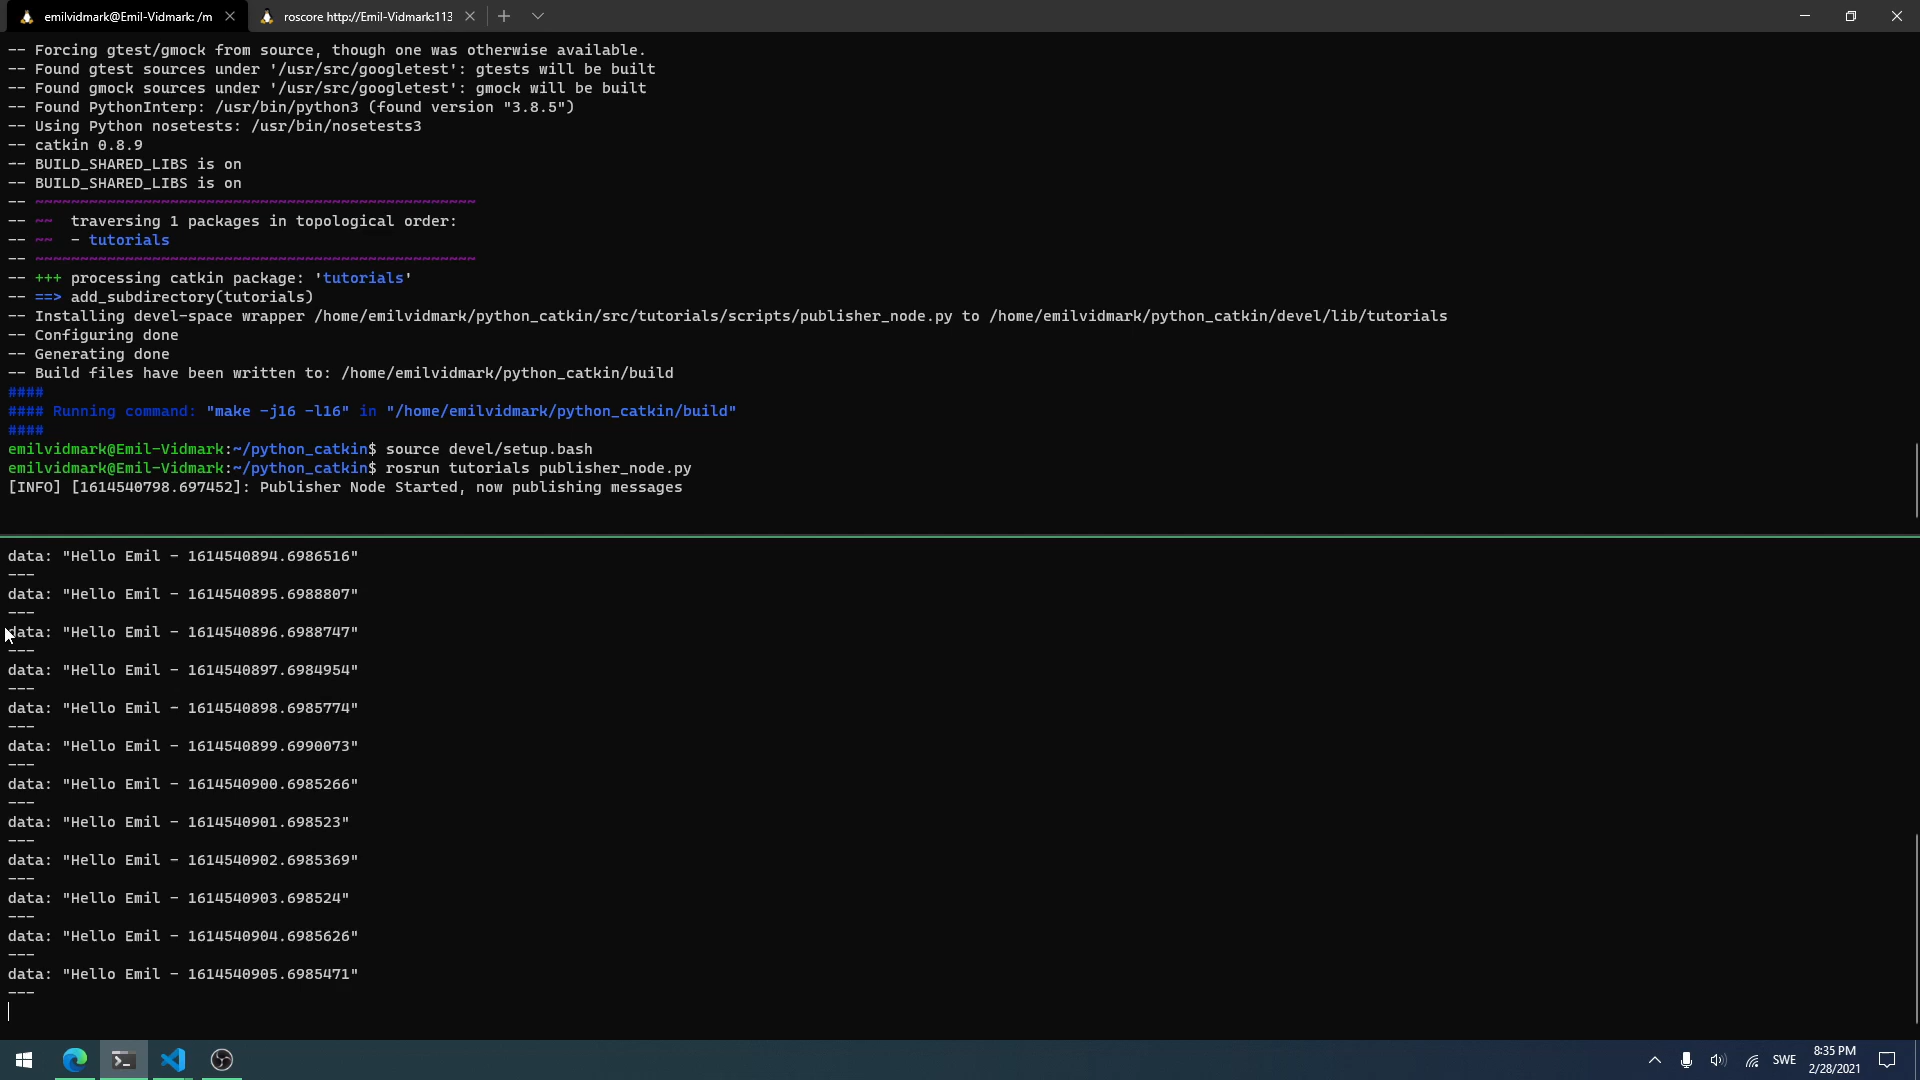 emilvidmark@Emil-Vidmark: /m
roscore http://Emil-Vidmark:113
-- Forcing gtest/gmock from source, though one was otherwise available.
-- Found gtest sources under '/usr/src/googletest': gtests will be built
-- Found gmock sources under '/usr/src/googletest': gmock will be built
-- Found PythonInterp: /usr/bin/python3 (found version "3.8.5")
-- Using Python nosetests: /usr/bin/nosetests3
-- catkin 0.8.9
-- BUILD_SHARED_LIBS is on
-- BUILD_SHARED_LIBS is on
-- ~~~~~~~~~~~~~~~~~~~~~~~~~~~~~~~~~~~~~~~~~~~~~~~~~
-- ~~  traversing 1 packages in topological order:
-- ~~  - tutorials
-- ~~~~~~~~~~~~~~~~~~~~~~~~~~~~~~~~~~~~~~~~~~~~~~~~~
-- +++ processing catkin package: 'tutorials'
-- ==> add_subdirectory(tutorials)
-- Installing devel-space wrapper /home/emilvidmark/python_catkin/src/tutorials/scripts/publisher_node.py to /home/emilvidmark/python_catkin/devel/lib/tutorials
-- Configuring done
-- Generating done
-- Build files have been written to: /home/emilvidmark/python_catkin/build
####
#### Running command: "make -j16 -l16" in "/home/emilvidmark/python_catkin/build"
####
emilvidmark@Emil-Vidmark:~/python_catkin$ source devel/setup.bash
emilvidmark@Emil-Vidmark:~/python_catkin$ rosrun tutorials publisher_node.py
[INFO] [1614540798.697452]: Publisher Node Started, now publishing messages
data: "Hello Emil - 1614540894.6986516"
---
data: "Hello Emil - 1614540895.6988807"
---
data: "Hello Emil - 1614540896.6988747"
---
data: "Hello Emil - 1614540897.6984954"
---
data: "Hello Emil - 1614540898.6985774"
---
data: "Hello Emil - 1614540899.6990073"
---
data: "Hello Emil - 1614540900.6985266"
---
data: "Hello Emil - 1614540901.698523"
---
data: "Hello Emil - 1614540902.6985369"
---
data: "Hello Emil - 1614540903.698524"
---
data: "Hello Emil - 1614540904.6985626"
---
data: "Hello Emil - 1614540905.6985471"
---
SWE
8:35 PM
2/28/2021